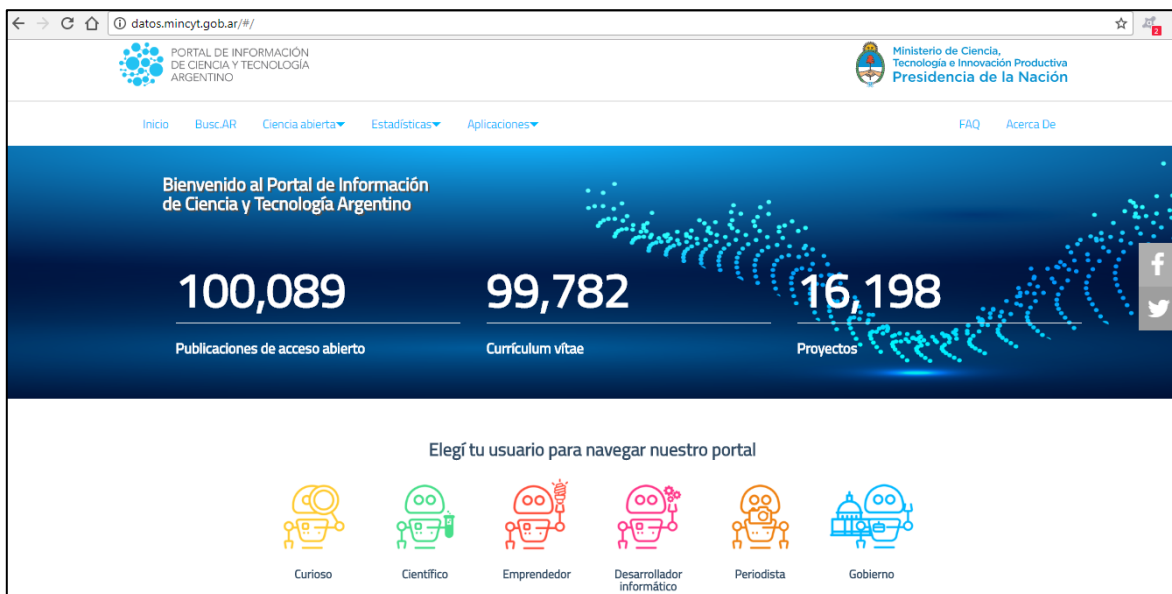 datos.mincyt.gob.ar/#/
2
PORTAL DE INFORMACIÓN
DE CIENCIA Y TECNOLOGÍA
ARGENTINO
Ministerio de Ciencia,
Tecnología e Innovación Productiva
Presidencia de la Nación
Inicio Busc.AR Ciencia abierta Estadísticas Aplicaciones FAQ Acerca De
Bienvenido al Portal de Información
de Ciencia y Tecnología Argentino
100,089 99,782 16,198
Publicaciones de acceso abierto Currículum vítae Proyectos
Elegí tu usuario para navegar nuestro portal
Curioso Científico Emprendedor Desarrollador Periodista Gobierno
informático